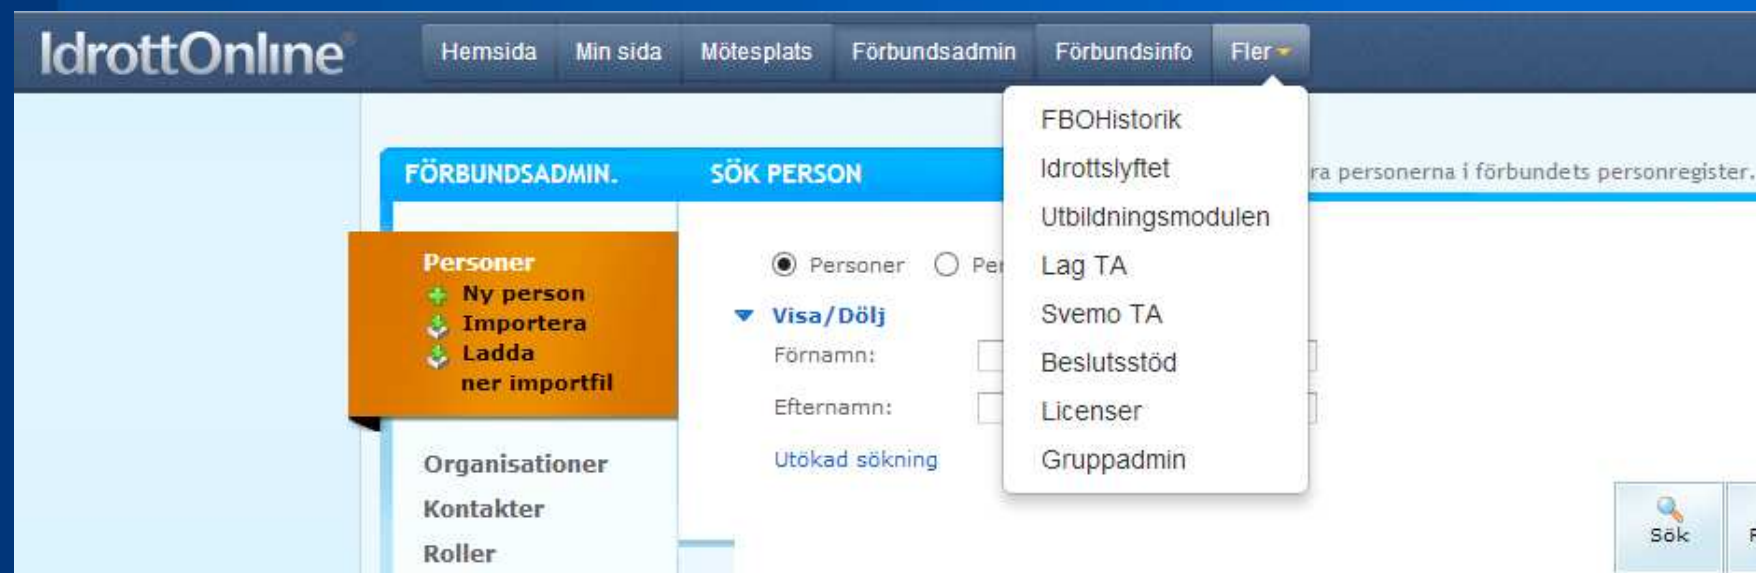 IdrottOnline
Hemsida Min sida Mötesplats Förbundsadmin Förbundsinfo Fler
FBOHistorik
Idrottslyftet
Utbildningsmodulen
Lag TA
Svemo TA
Beslutsstöd
Licenser
Gruppadmin
FÖRBUNDSADMIN. SÖK PERSON personerna i förbundets personregister.
Personer
Ny person
Importera
Ladda
ner importfil
Organisationer
Kontakter
Roller
Personer
Visa/Dölj
Förnamn:
Efternamn:
Utökad sökning
Sök